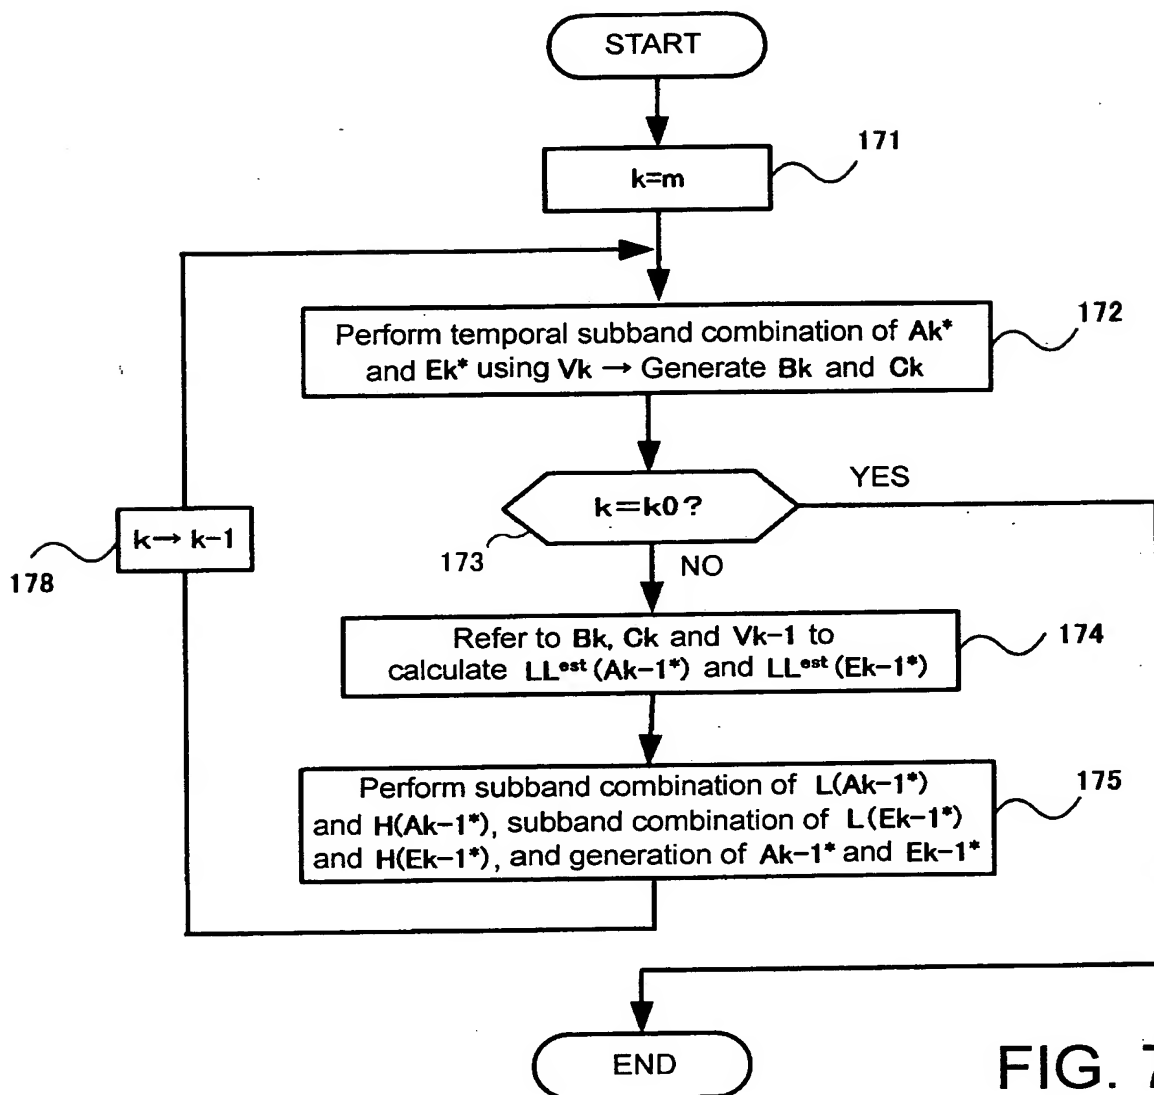 START
171
k=m
172
Perform temporal subband combination of Ak*
and Ek* using Vk → Generate Bk and Ck
YES
k=k0?
173
NO
k→ k-1
178
174
Refer to Bk, Ck and Vk-1 to
calculate LLest (Ak-1*) and LLest (Ek-1*)
175
Perform subband combination of L(Ak-1*)
and H(Ak-1*), subband combination of L(Ek-1*)
and H(Ek-1*), and generation of Ak-1* and Ek-1*
END
FIG. 7